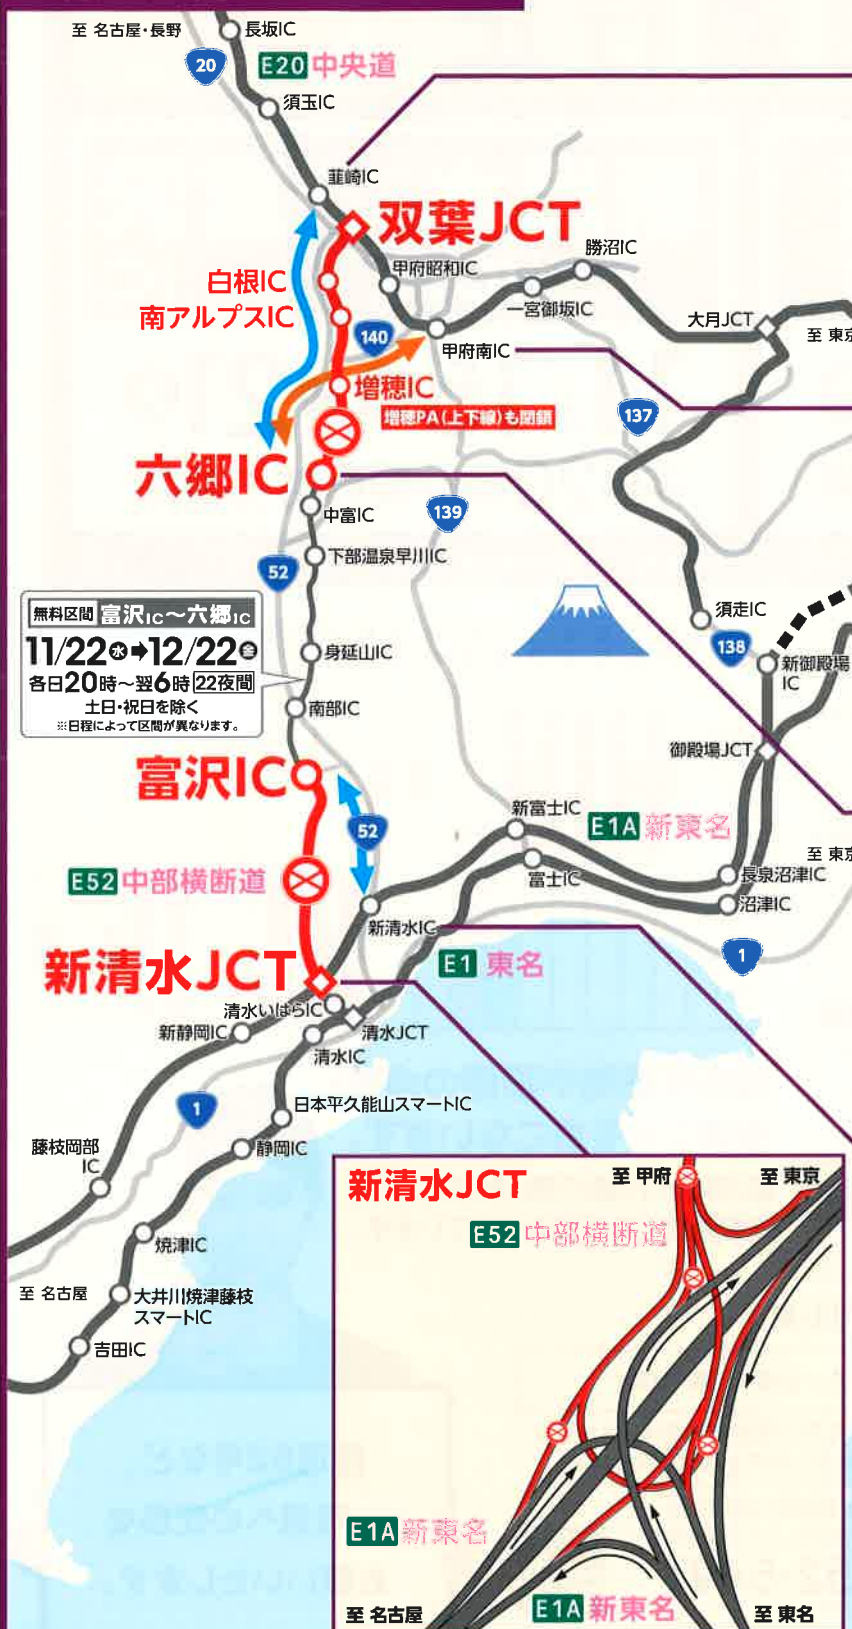 至 名古屋・長野
長坂IC
20
E20 中央道
須玉IC
韮崎IC
双葉JCT
勝沼IC
白根IC
甲府昭和IC
南アルプスIC
一宮御坂IC
大月JCT
至 東京
140
甲府南IC
増穂IC
増穂PA(上下線)も閉鎖
137
六郷IC
中富IC
139
下部温泉早川IC
52
無料区間 富沢IC〜六郷IC
11/22水➡12/22金
各日20時〜翌6時 22夜間
土日・祝日を除く
※日程によって区間が異なります。
須走IC
138
身延山IC
新御殿場
IC
南部IC
御殿場JCT
富沢IC
新富士IC
E1A 新東名
52
至 東京
E52 中部横断道
富士IC
長泉沼津IC
沼津IC
新清水IC
新清水JCT
E1 東名
1
清水いはらIC
新静岡IC
清水JCT
清水IC
1
日本平久能山スマートIC
藤枝岡部
IC
静岡IC
焼津IC
至 名古屋
大井川焼津藤枝
スマートIC
吉田IC
新清水JCT
至 甲府
至 東京
E52 中部横断道
E1A 新東名
E1A 新東名
至 名古屋
至 東名